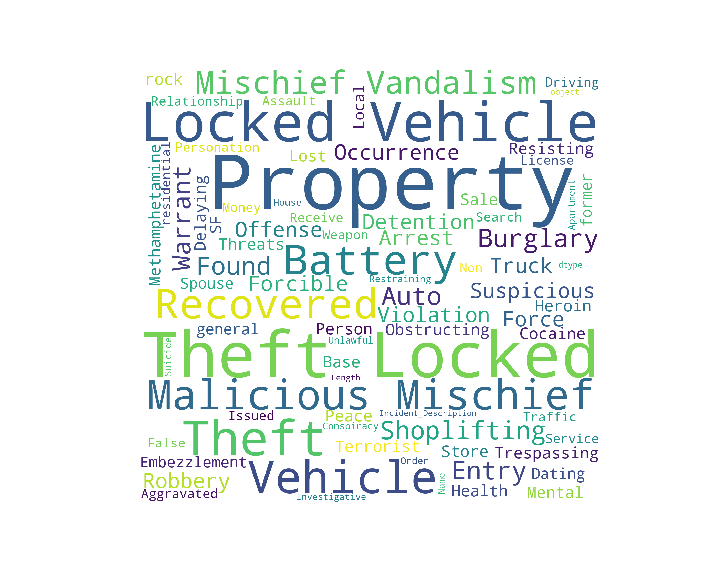 rock Mischief Vandalism Driving
object
Relationship Assault Local
Locked Vehicle
Personation Lost Occurrence Resisting
License
Methamphetamine residential Warrant Delaying SF
Property
House Money Receive Sale Search Apartment former
Offense Weapon Detention
Threats Arrest Burglary
Found Battery Non Truck dtype
Restraining
Spouse Forcible Auto Suspicious
Recovered Heroin
Violation Force
general Person Obstructing Cocaine
Unlawful
Theft Locked
Suicide Base
Length
Malicious Mischief
Issued Peace Incident_Description Traffic
Theft Conspiracy Shoplifting Service
False Terrorist Store Trespassing
Embezzlement Order
Robbery Vehicle Name Entry Dating
Aggravated Investigative Health Mental